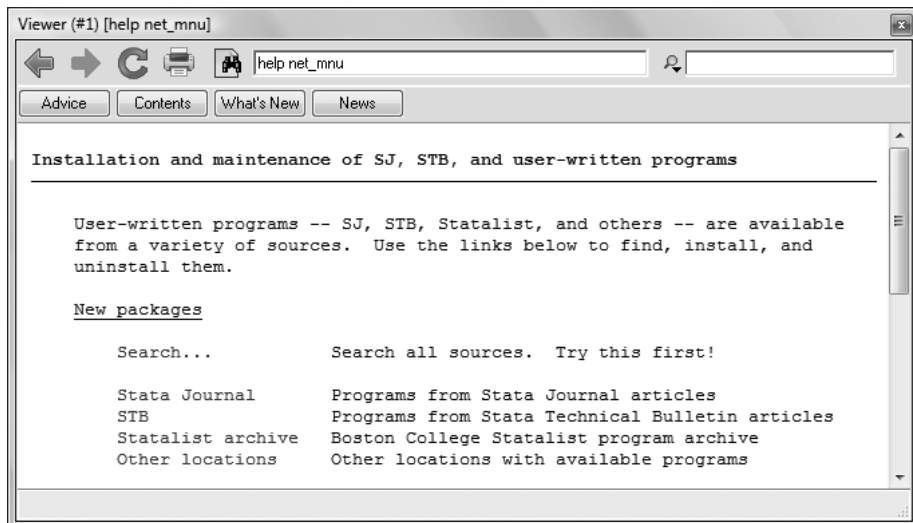 Viewer (#1) [help net_mnu]
help net_mnu
Advice Contents What's New News
Installation and maintenance of SJ, STB, and user-written programs
User-written programs -- SJ, STB, Statalist, and others -- are available
from a variety of sources.  Use the links below to find, install, and
uninstall them.
New packages
Search... Search all sources.  Try this first!
Stata Journal Programs from Stata Journal articles
STB Programs from Stata Technical Bulletin articles
Statalist archive Boston College Statalist program archive
Other locations Other locations with available programs